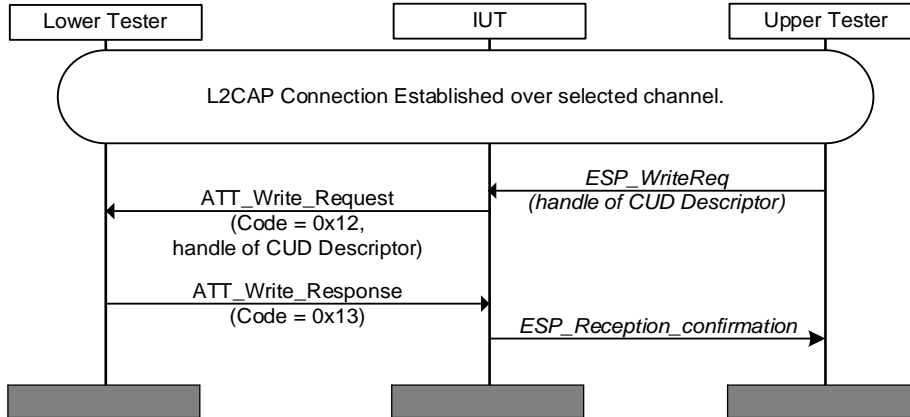 Lower Tester
IUT
Upper Tester
L2CAP Connection Established over selected channel.
ESP_WriteReq
(handle of CUD Descriptor)
ATT_Write_Request
(Code = 0x12,
handle of CUD Descriptor)
ATT_Write_Response
(Code = 0x13)
ESP_Reception_confirmation